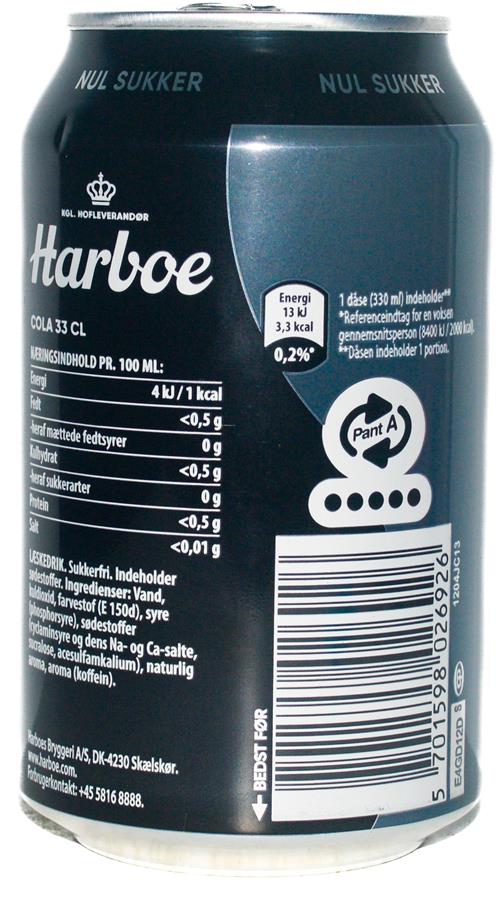 NUL SUKKER NUL SUKKER
KGL. HOFLEVERANDØR
Harboe
COLA 33 CL
NÆRINGSINDHOLD PR. 100 ML:
Energi 4 kJ / 1 kcal
Fedt <0,5 g
-heraf mættede fedtsyrer 0 g
Kulhydrat <0,5 g
-heraf sukkerarter 0 g
Protein <0,5 g
Salt <0,01 g
LÆSKEDRIK. Sukkerfri. Indeholder
sødestoffer. Ingredienser: Vand,
kuldioxid, farvestof (E 150d), syre
(phosphorsyre), sødestoffer
(cyclaminsyre og dens Na- og Ca-salte,
sucralose, acesulfamkalium), naturlig
aroma, aroma (koffein).
Harboes Bryggeri A/S, DK-4230 Skælskør.
www.harboe.com.
Forbrugerkontakt: +45 5816 8888.
Energi
13 kJ
3,3 kcal
0,2%*
1 dåse (330 ml) indeholder**
*Referenceindtag for en voksen
gennemsnitsperson (8400 kJ / 2000 kcal).
**Dåsen indeholder 1 portion.
Pant A
BEDST FØR
5 701598 026926
1204JC13
E4GD12D S